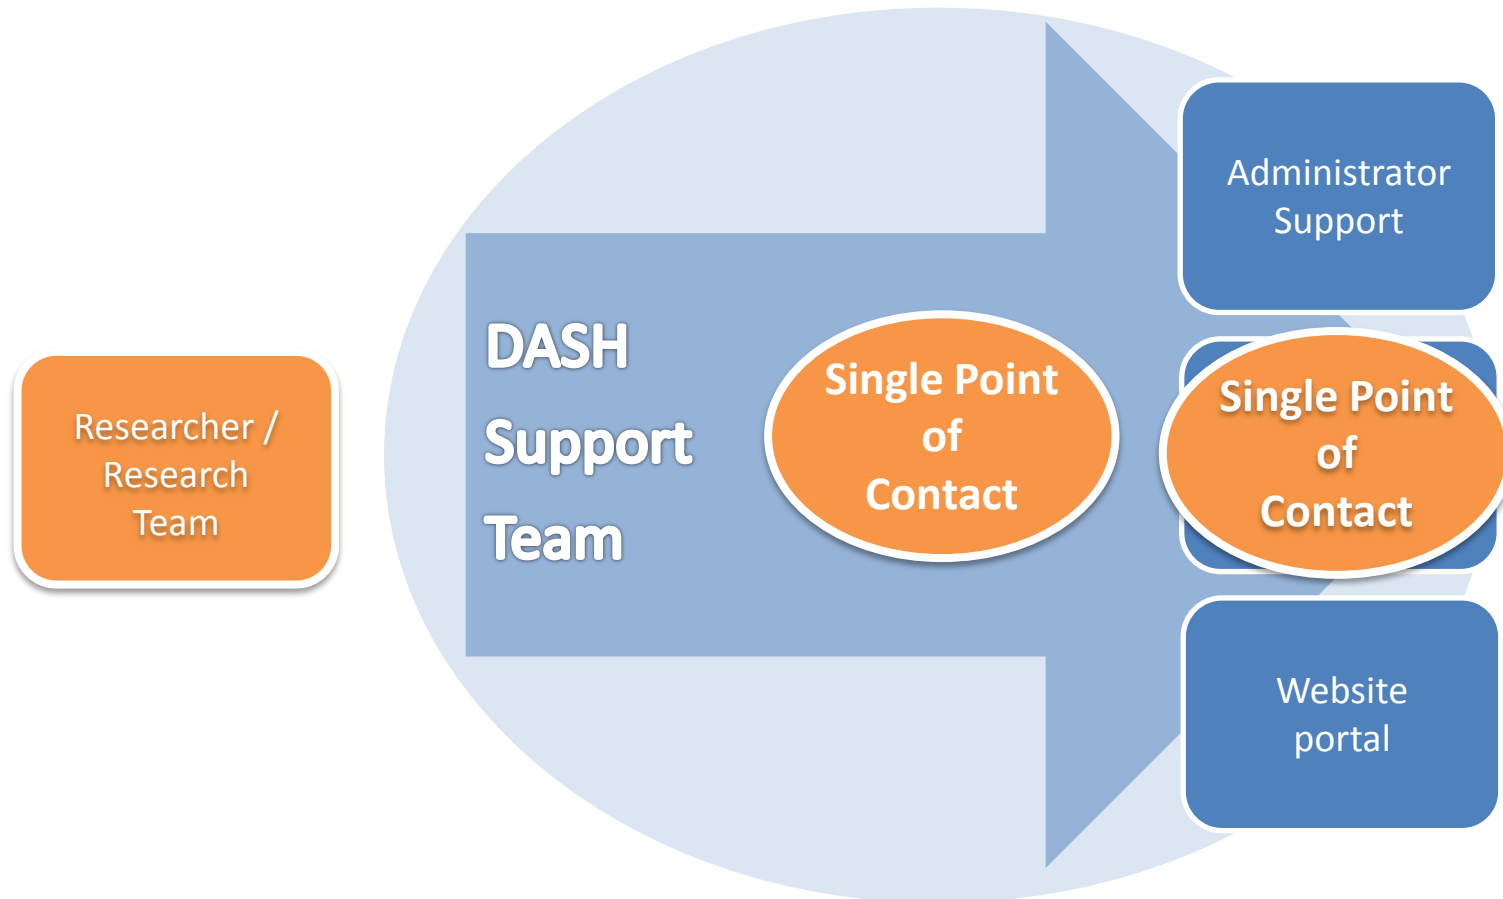 Researcher /
Research
Team
DASH
Support
Team
Single Point
of
Contact
Administrator
Support
Single Point
of
Contact
Website
portal